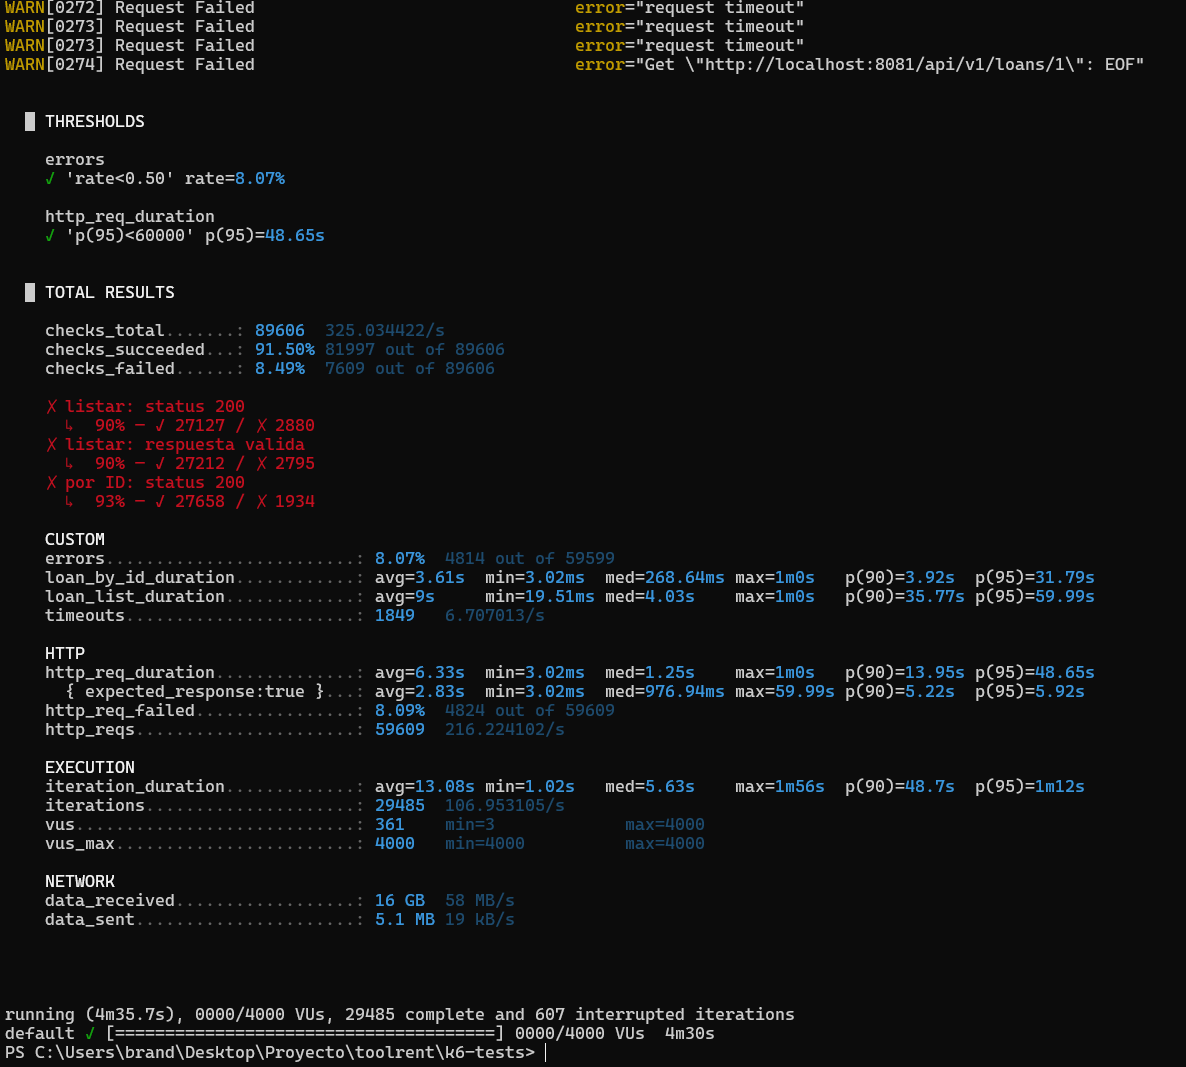 WARN[0272] Request Failed error="request timeout"
WARN[0273] Request Failed error="request timeout"
WARN[0273] Request Failed error="request timeout"
WARN[0274] Request Failed error="Get \"http://localhost:8081/api/v1/loans/1\": EOF"
█ THRESHOLDS
errors
✓ 'rate<0.50' rate=8.07%
http_req_duration
✓ 'p(95)<60000' p(95)=48.65s
█ TOTAL RESULTS
checks_total.......: 89606 325.034422/s
checks_succeeded...: 91.50% 81997 out of 89606
checks_failed......: 8.49% 7609 out of 89606
✗ listar: status 200
↳ 90% — ✓ 27127 / ✗ 2880
✗ listar: respuesta valida
↳ 90% — ✓ 27212 / ✗ 2795
✗ por ID: status 200
↳ 93% — ✓ 27658 / ✗ 1934
CUSTOM
errors.........................: 8.07% 4814 out of 59599
loan_by_id_duration............: avg=3.61s min=3.02ms med=268.64ms max=1m0s p(90)=3.92s p(95)=31.79s
loan_list_duration.............: avg=9s min=19.51ms med=4.03s max=1m0s p(90)=35.77s p(95)=59.99s
timeouts.......................: 1849 6.707013/s
HTTP
http_req_duration..............: avg=6.33s min=3.02ms med=1.25s max=1m0s p(90)=13.95s p(95)=48.65s
{ expected_response:true }...: avg=2.83s min=3.02ms med=976.94ms max=59.99s p(90)=5.22s p(95)=5.92s
http_req_failed................: 8.09% 4824 out of 59609
http_reqs......................: 59609 216.224102/s
EXECUTION
iteration_duration.............: avg=13.08s min=1.02s med=5.63s max=1m56s p(90)=48.7s p(95)=1m12s
iterations.....................: 29485 106.953105/s
vus............................: 361 min=3 max=4000
vus_max........................: 4000 min=4000 max=4000
NETWORK
data_received..................: 16 GB 58 MB/s
data_sent......................: 5.1 MB 19 kB/s
running (4m35.7s), 0000/4000 VUs, 29485 complete and 607 interrupted iterations
default ✓ [======================================] 0000/4000 VUs 4m30s
PS C:\Users\brand\Desktop\Proyecto\toolrent\k6-tests>